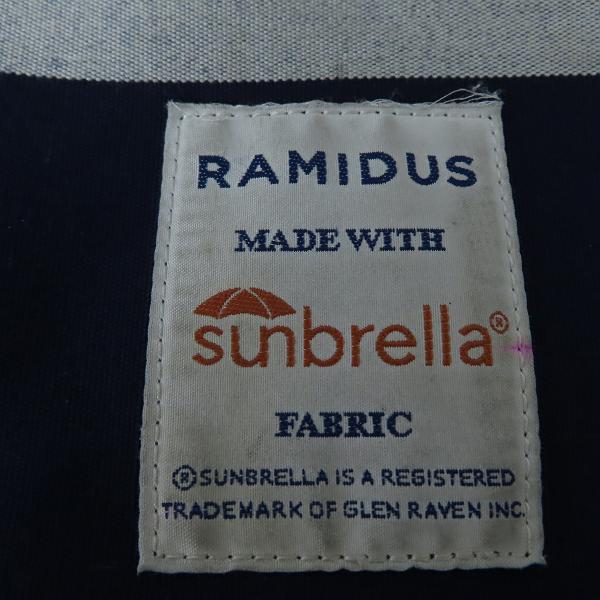 RAMIDUS
MADE WITH
sunbrella®
FABRIC
®SUNBRELLA IS A REGISTERED
TRADEMARK OF GLEN RAVEN INC.